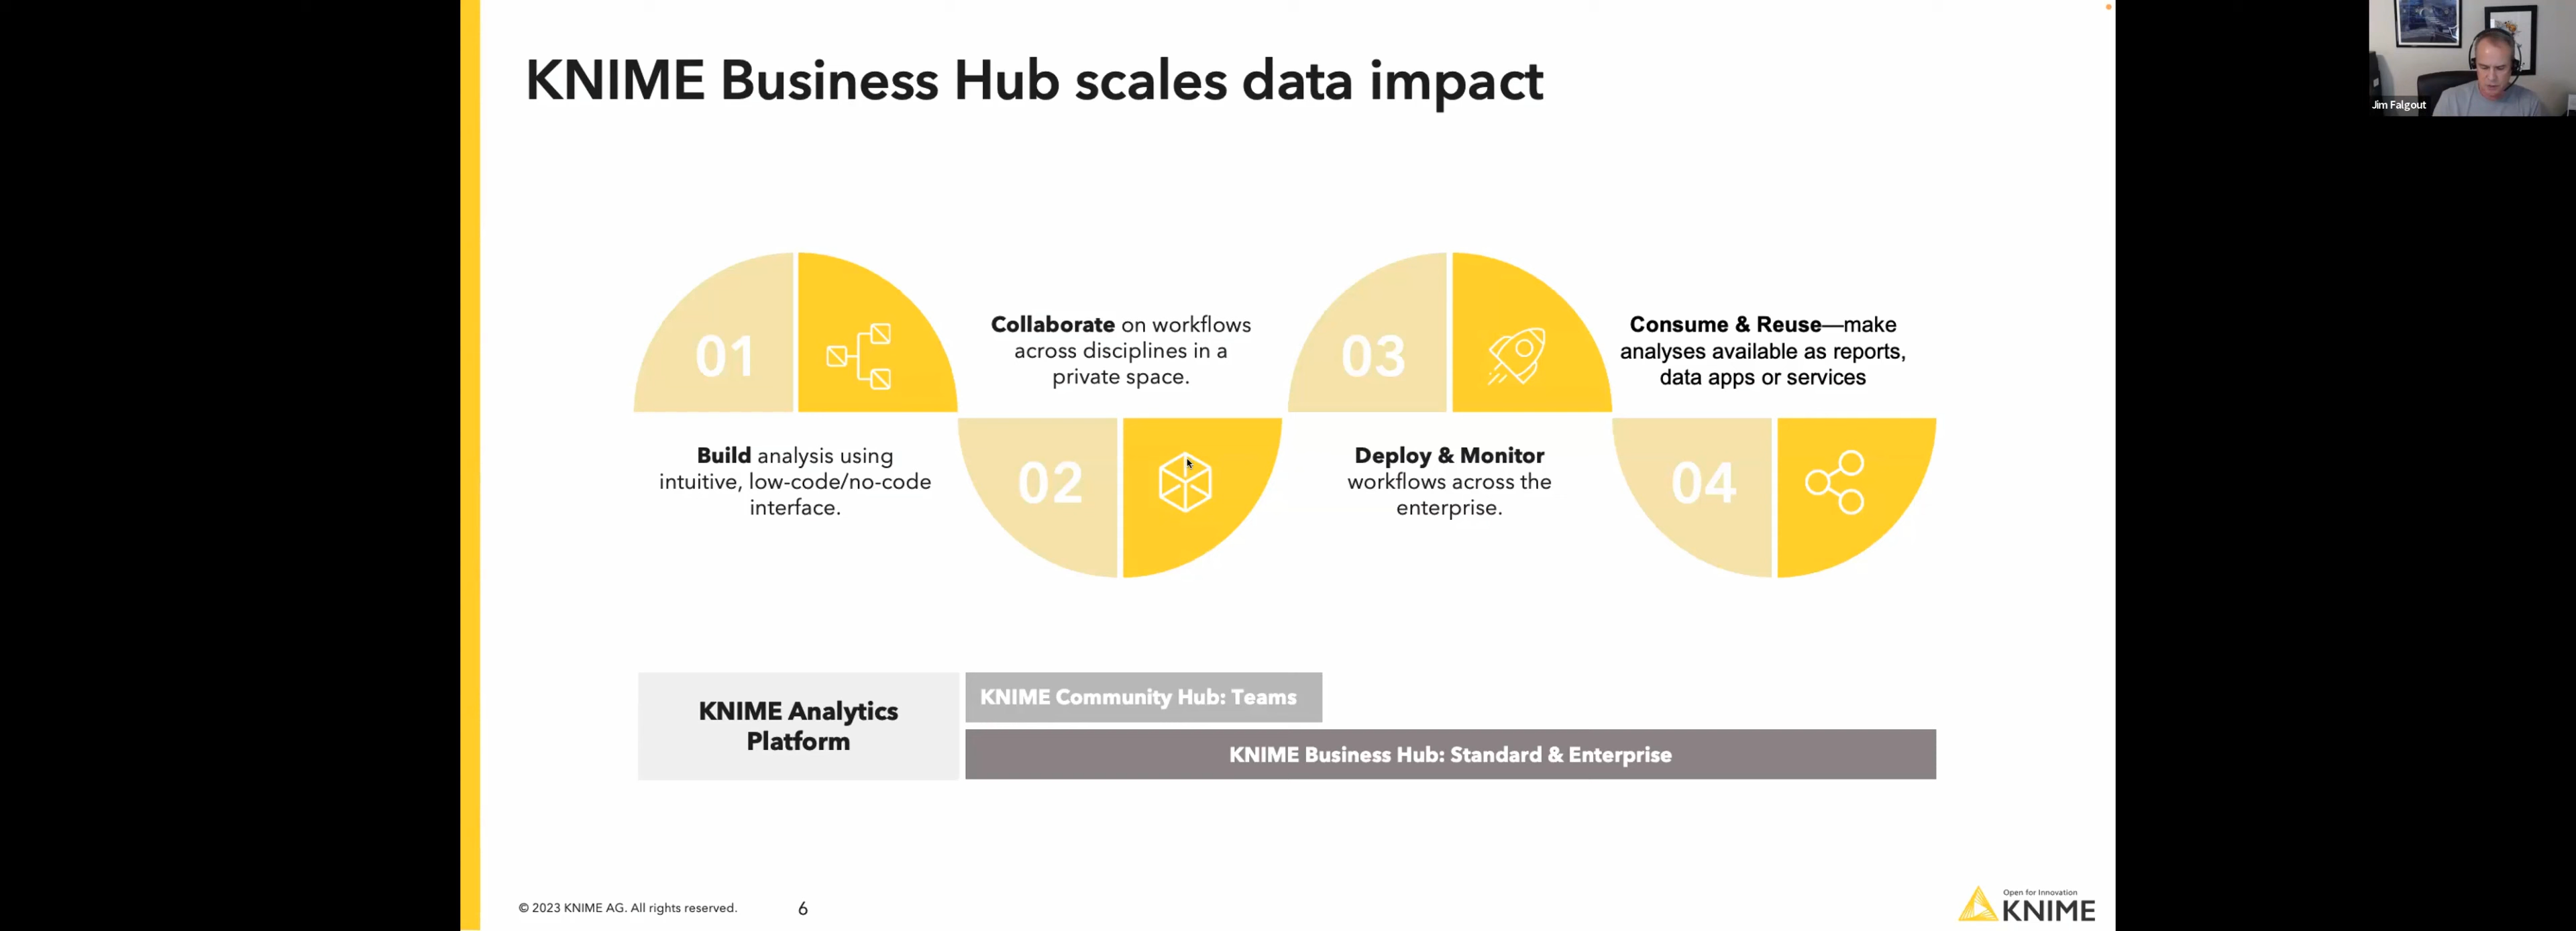 KNIME Business Hub scales data impact
Jim Falgout
01
Build analysis using
intuitive, low-code/no-code
interface.
Collaborate on workflows
across disciplines in a
private space.
02
03
Deploy & Monitor
workflows across the
enterprise.
Consume & Reuse—make
analyses available as reports,
data apps or services
04
KNIME Analytics
Platform
KNIME Community Hub: Teams
KNIME Business Hub: Standard & Enterprise
© 2023 KNIME AG. All rights reserved.
6
Open for Innovation
KNIME